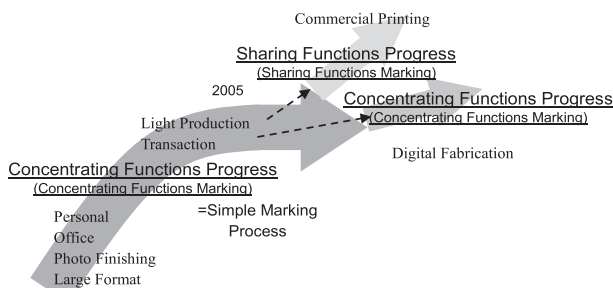 Commercial Printing
Sharing Functions Progress
(Sharing Functions Marking)
2005
Concentrating Functions Progress
(Concentrating Functions Marking)
Light Production
Transaction
Digital Fabrication
Concentrating Functions Progress
(Concentrating Functions Marking)
Personal
Office
Photo Finishing
Large Format
=Simple Marking
Process